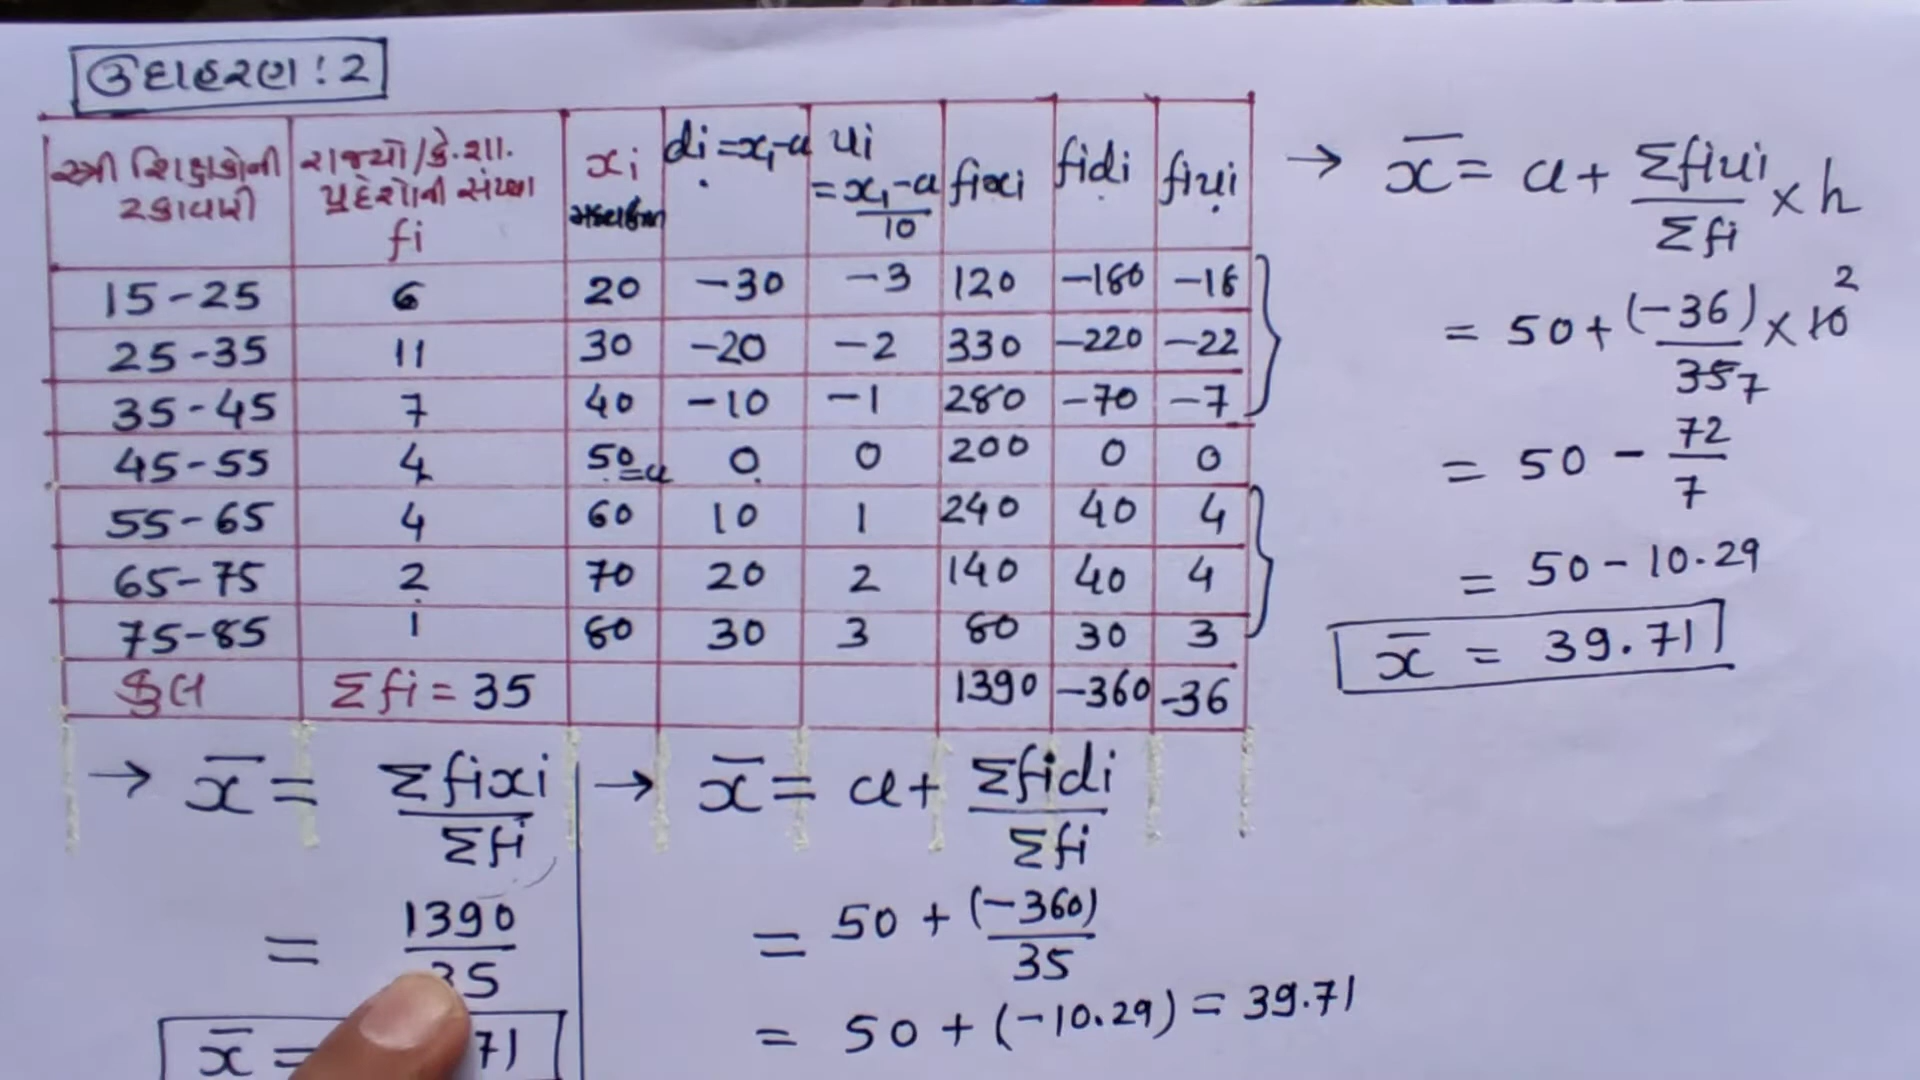 ઉદાહરણ : 2
સ્ત્રી શિક્ષકોની ટકાવારી | રાજ્યો/કે.શા. પ્રદેશોની સંખ્યા fi | xi | di = xi-a | ui = xi-a/10 | fixi | fidi | fiui
15-25 | 6 | 20 | -30 | -3 | 120 | -180 | -18
25-35 | 11 | 30 | -20 | -2 | 330 | -220 | -22
35-45 | 7 | 40 | -10 | -1 | 280 | -70 | -7
45-55 | 4 | 50=a | 0 | 0 | 200 | 0 | 0
55-65 | 4 | 60 | 10 | 1 | 240 | 40 | 4
65-75 | 2 | 70 | 20 | 2 | 140 | 40 | 4
75-85 | 1 | 80 | 30 | 3 | 80 | 30 | 3
કુલ | Σfi = 35 | 1390 | -360 | -36
→ x̄ = Σfixi/Σfi
= 1390/35
x̄ = 71
→ x̄ = a + Σfidi/Σfi
= 50 + (-360)/35
= 50 + (-10.29) = 39.71
→ x̄ = a + Σfiui/Σfi × h
= 50 + (-36)/35 7 × 10 2
= 50 - 72/7
= 50 - 10.29
x̄ = 39.71